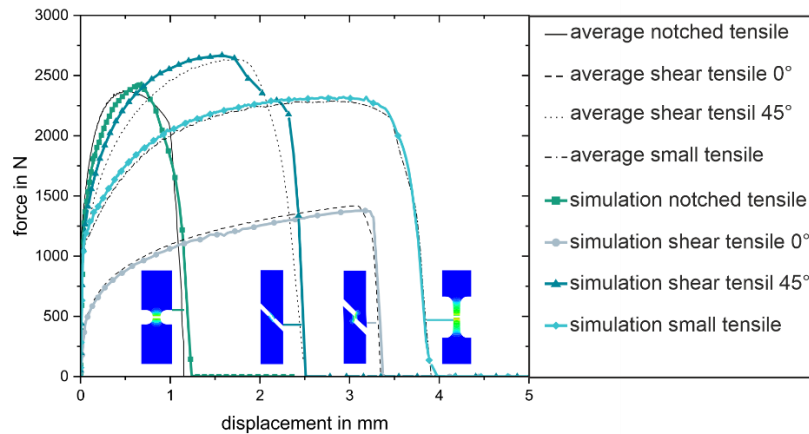 3000
2500
2000
1500
1000
500
0
force in N
0
1
2
3
4
5
displacement in mm
average notched tensile
average shear tensile 0°
average shear tensil 45°
average small tensile
simulation notched tensile
simulation shear tensile 0°
simulation shear tensil 45°
simulation small tensile